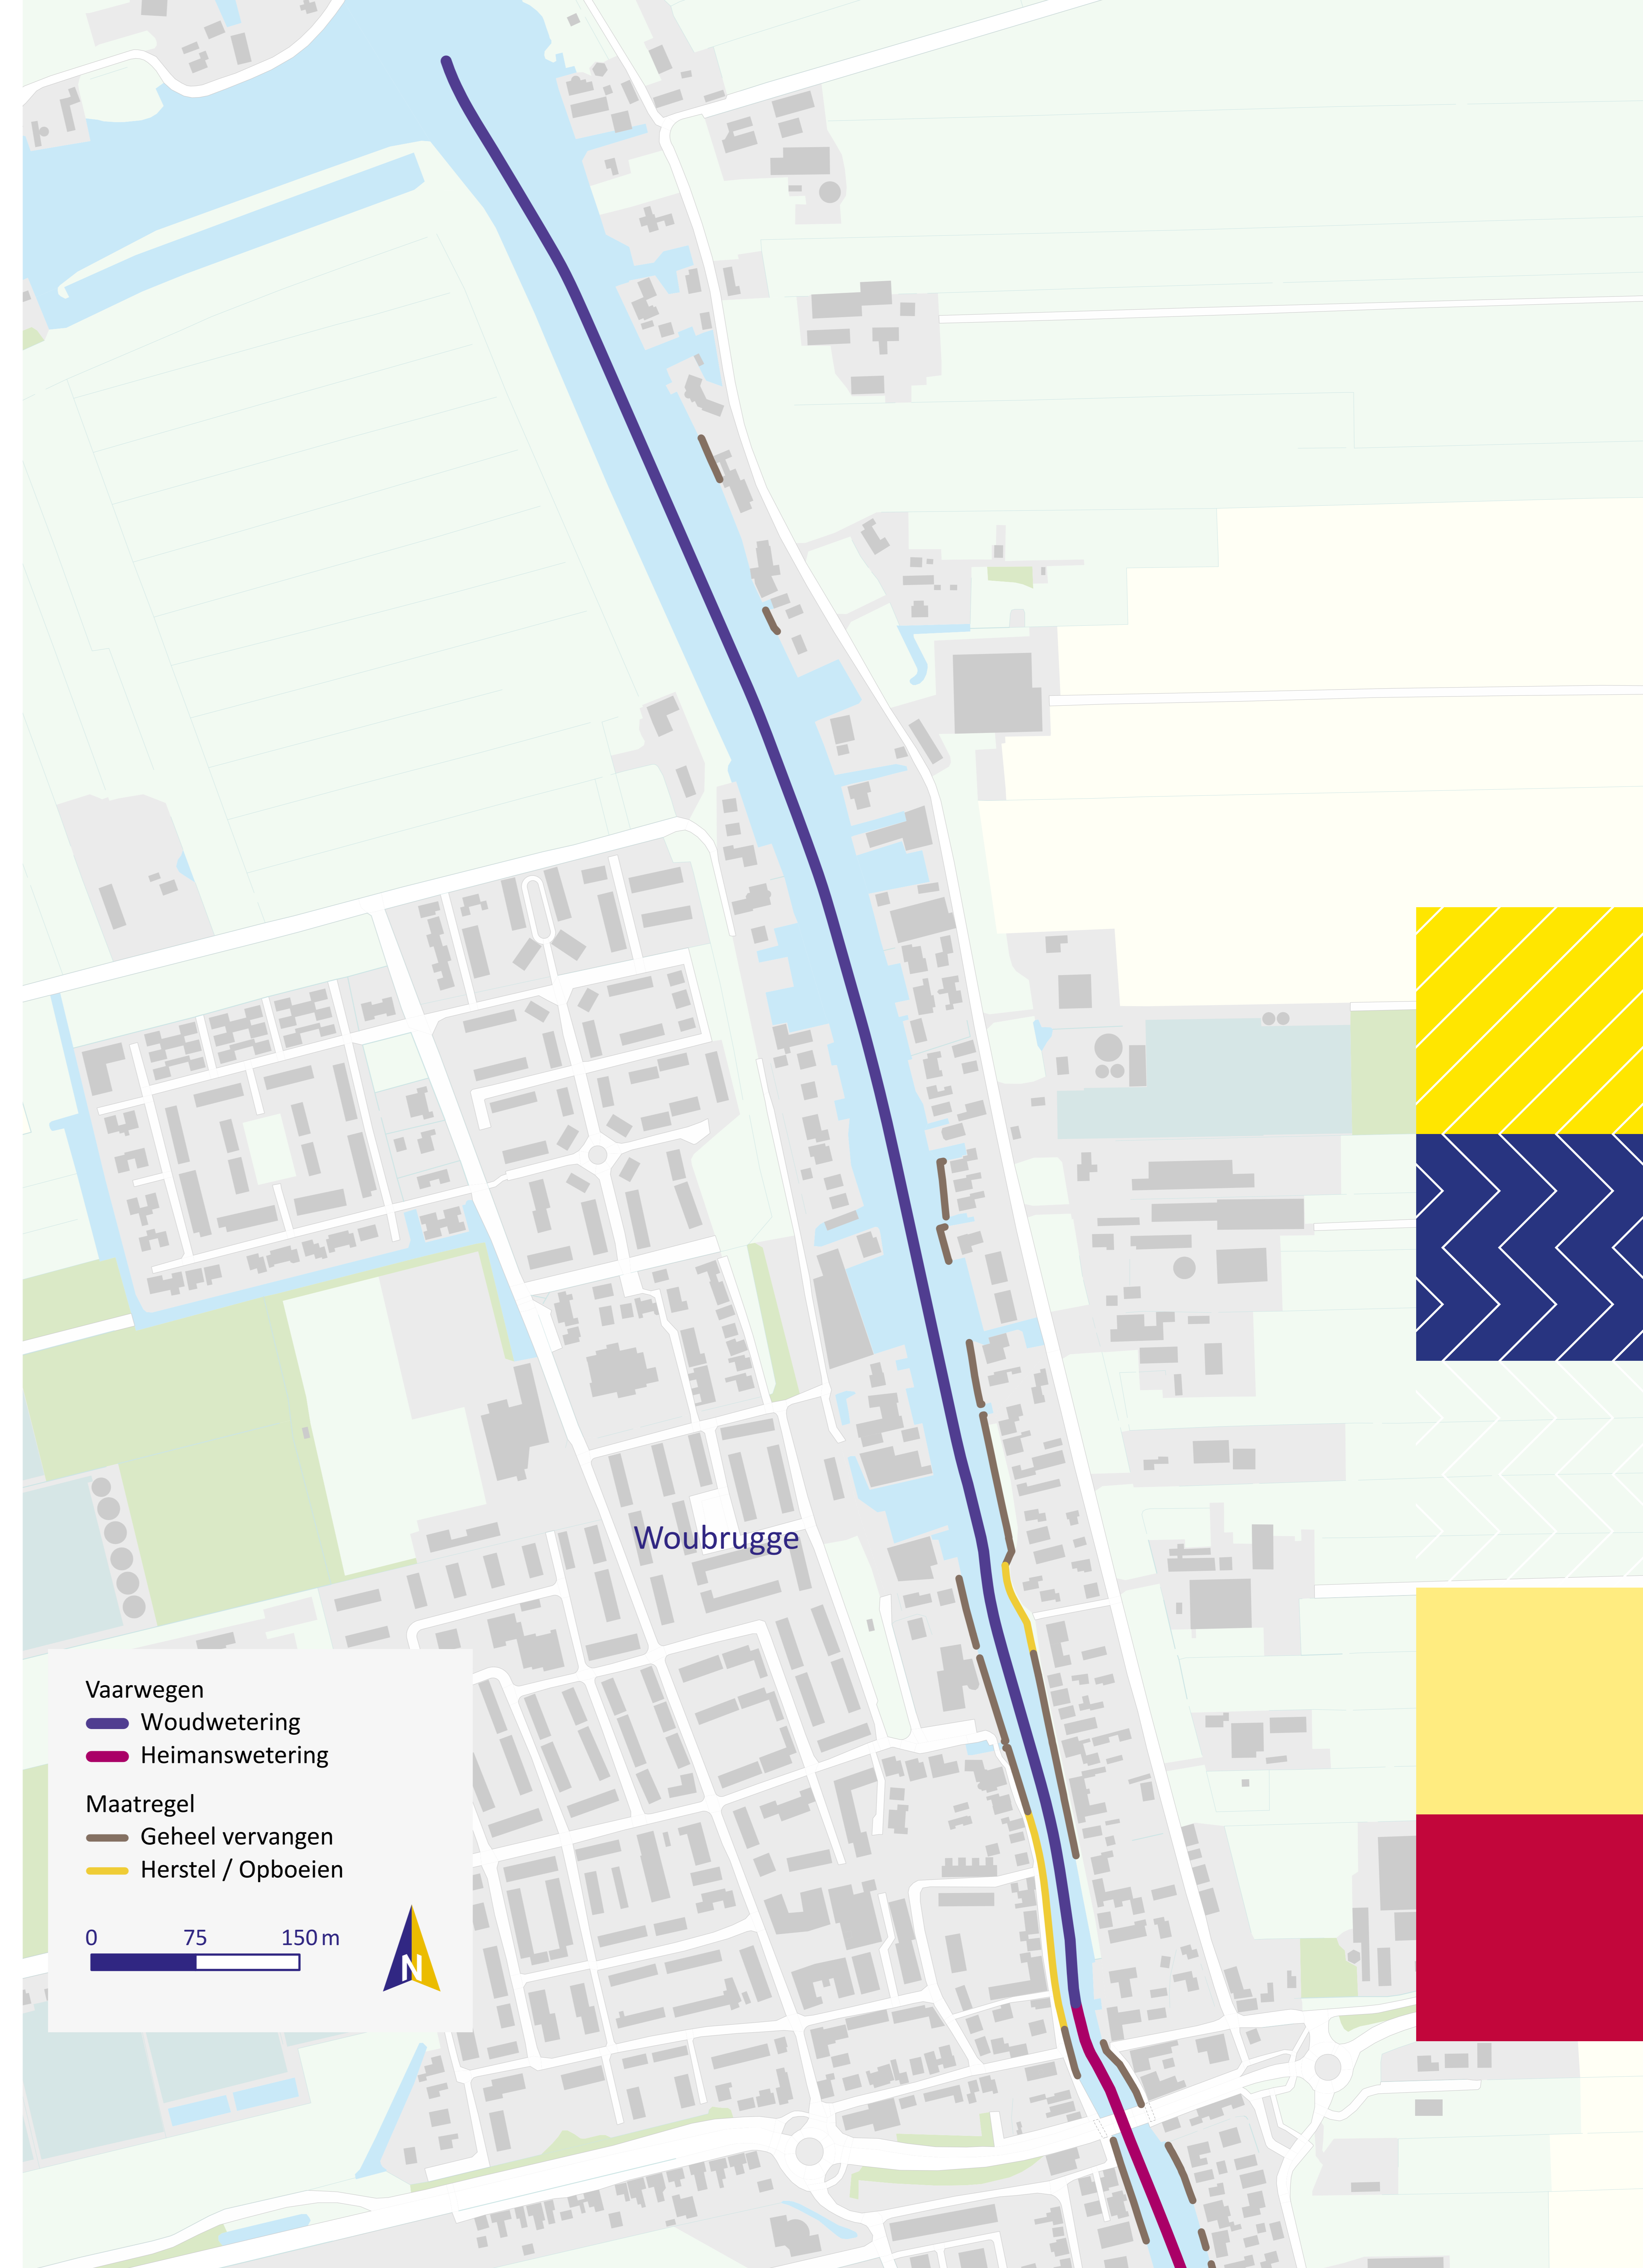 Woubrugge
Vaarwegen
Woudwetering
Heimanswetering
Maatregel
Geheel vervangen
Herstel / Opboeien
0 75 150 m
N